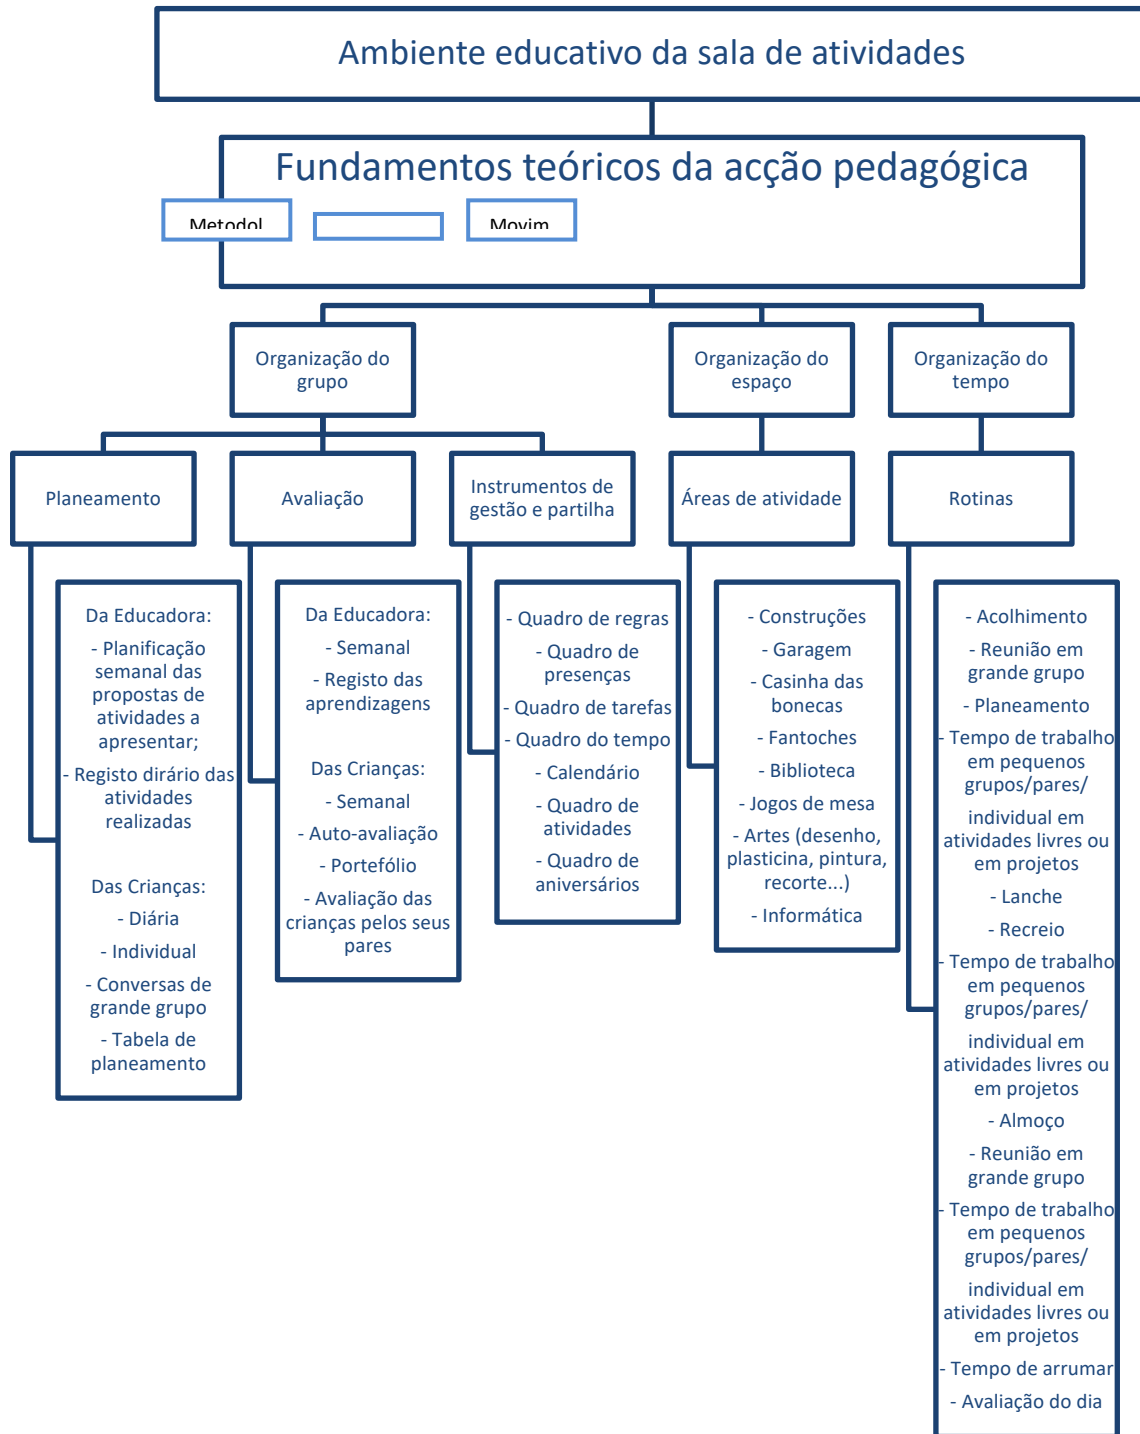 Ambiente educativo da sala de atividades
Fundamentos teóricos da acção pedagógica
Metodol
Movim
Organização do
grupo
Organização do
espaço
Organização do
tempo
Planeamento
Avaliação
Instrumentos de
gestão e partilha
Áreas de atividade
Rotinas
Da Educadora:
- Planificação
semanal das
propostas de
atividades a
apresentar;
- Registo dirário das
atividades
realizadas
Das Crianças:
- Diária
- Individual
- Conversas de
grande grupo
- Tabela de
planeamento
Da Educadora:
- Semanal
- Registo das
aprendizagens
Das Crianças:
- Semanal
- Auto-avaliação
- Portefólio
- Avaliação das
crianças pelos seus
pares
- Quadro de regras
- Quadro de
presenças
- Quadro de tarefas
- Quadro do tempo
- Calendário
- Quadro de
atividades
- Quadro de
aniversários
- Construções
- Garagem
- Casinha das
bonecas
- Fantoches
- Biblioteca
- Jogos de mesa
- Artes (desenho,
plasticina, pintura,
recorte...)
- Informática
- Acolhimento
- Reunião em
grande grupo
- Planeamento
- Tempo de trabalho
em pequenos
grupos/pares/
individual em
atividades livres ou
em projetos
- Lanche
- Recreio
- Tempo de trabalho
em pequenos
grupos/pares/
individual em
atividades livres ou
em projetos
- Almoço
- Reunião em
grande grupo
- Tempo de trabalho
em pequenos
grupos/pares/
individual em
atividades livres ou
em projetos
- Tempo de arrumar
- Avaliação do dia